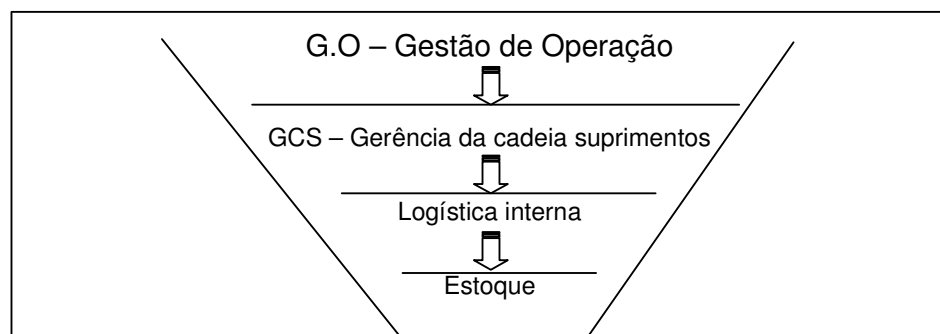 G.O – Gestão de Operação
GCS – Gerência da cadeia suprimentos
Logística interna
Estoque